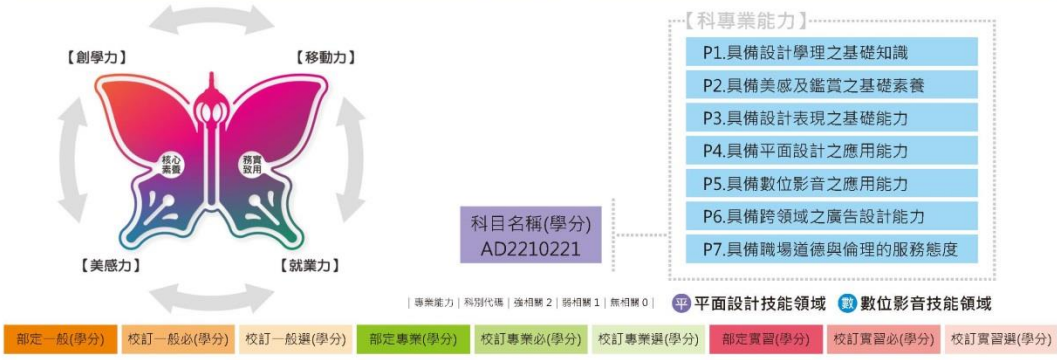 【科專業能力】
【創學力】
【移動力】
P1.具備設計學理之基礎知識
P2.具備美感及鑑賞之基礎素養
P3.具備設計表現之基礎能力
P4.具備平面設計之應用能力
P5.具備數位影音之應用能力
P6.具備跨領域之廣告設計能力
P7.具備職場道德與倫理的服務態度
核心
素養
務實
致用
科目名稱(學分)
AD2210221
【美感力】
【就業力】
|專業能力|科別代碼|強相關2|弱相關1|無相關0|
平 平面設計技能領域 數 數位影音技能領域
部定一般(學分) 校訂一般必(學分) 校訂一般選(學分) 部定專業(學分) 校訂專業必(學分) 校訂專業選(學分) 部定實習(學分) 校訂實習必(學分) 校訂實習選(學分)